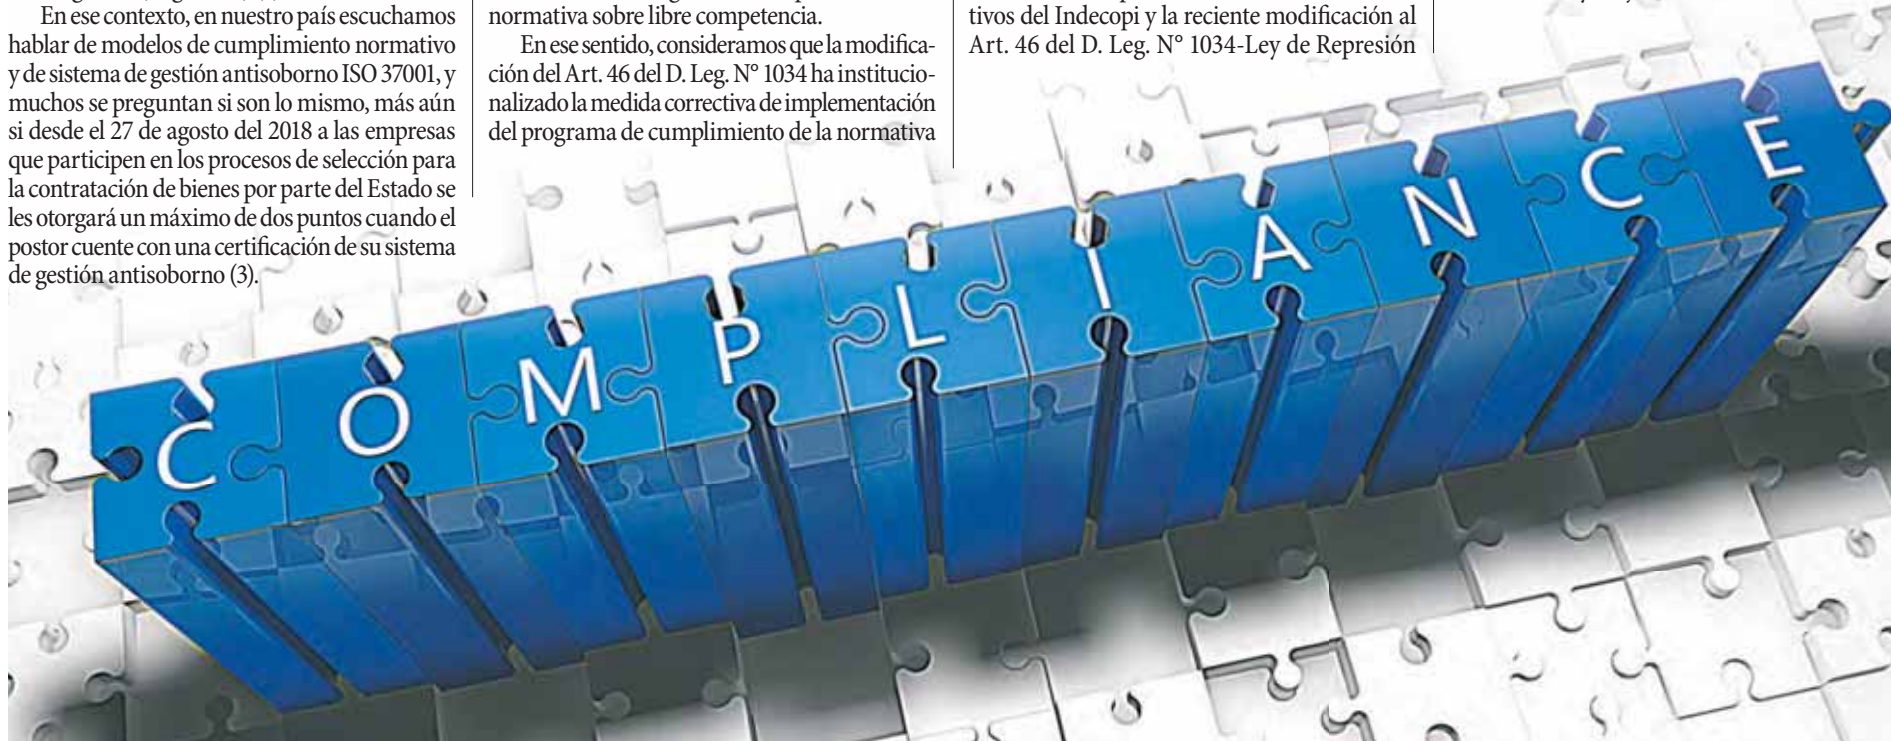 En ese contexto, en nuestro país escuchamos
hablar de modelos de cumplimiento normativo
y de sistema de gestión antisoborno ISO 37001, y
muchos se preguntan si son lo mismo, más aún
si desde el 27 de agosto del 2018 a las empresas
que participen en los procesos de selección para
la contratación de bienes por parte del Estado se
les otorgará un máximo de dos puntos cuando el
postor cuente con una certificación de su sistema
de gestión antisoborno (3).
normativa sobre libre competencia.
En ese sentido, consideramos que la modifica-
ción del Art. 46 del D. Leg. N° 1034 ha institucio-
nalizado la medida correctiva de implementación
del programa de cumplimiento de la normativa
tivos del Indecopi y la reciente modificación al
Art. 46 del D. Leg. N° 1034-Ley de Represión
COMPLIANCE